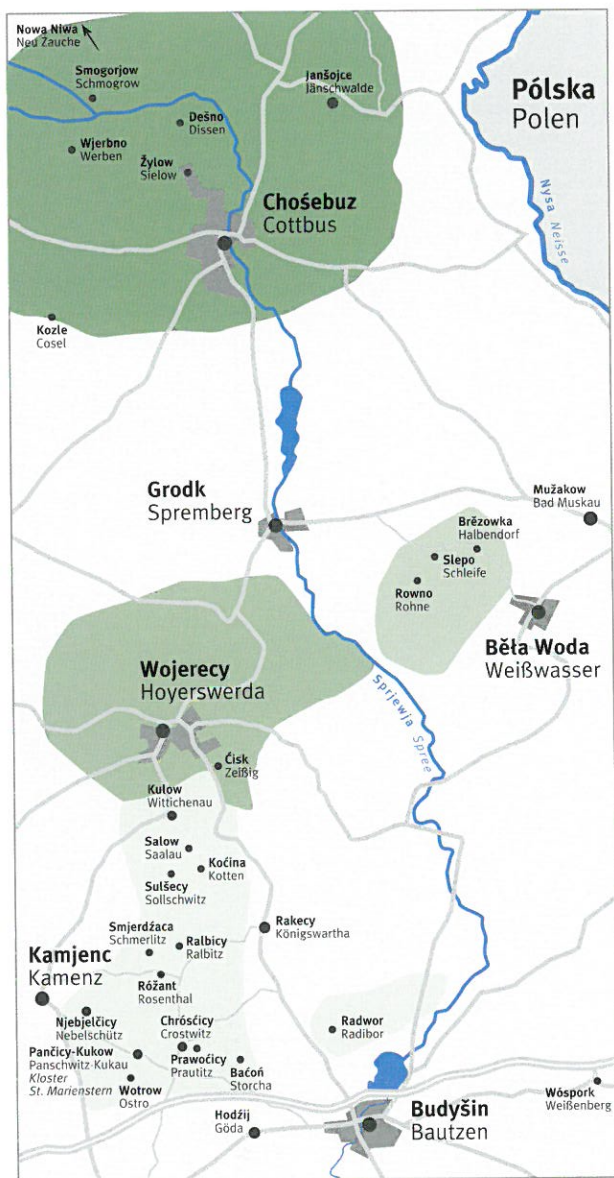 Nowa Niwa
Neu Zauche
Smogorjow
Schmogrow
Janšojce
Jänschwalde
Pólska
Polen
Dešno
Dissen
Wjerbno
Werben
Žylow
Sielow
Nysa Neisse
Chóśebuz
Cottbus
Kozle
Cosel
Grodk
Spremberg
Mužakow
Bad Muskau
Brězowka
Halbendorf
Slepo
Schleife
Rowno
Rohne
Běła Woda
Weißwasser
Wojerecy
Hoyerswerda
Sprjewja Spree
Ćisk
Zeißig
Kulow
Wittichenau
Salow
Saalau
Koćina
Kotten
Sulšecy
Sollschwitz
Rakecy
Königswartha
Smjerdźaca
Schmerlitz
Ralbicy
Ralbitz
Kamjenc
Kamenz
Róžant
Rosenthal
Njebjelčicy
Nebelschütz
Chrósćicy
Crostwitz
Radwor
Radibor
Pančicy-Kukow
Panschwitz-Kukau
Kloster
St. Marienstern
Prawoćicy
Prautitz
Baćoń
Storcha
Wotrow
Ostro
Hodźij
Göda
Budyšin
Bautzen
Wóspork
Weißenberg